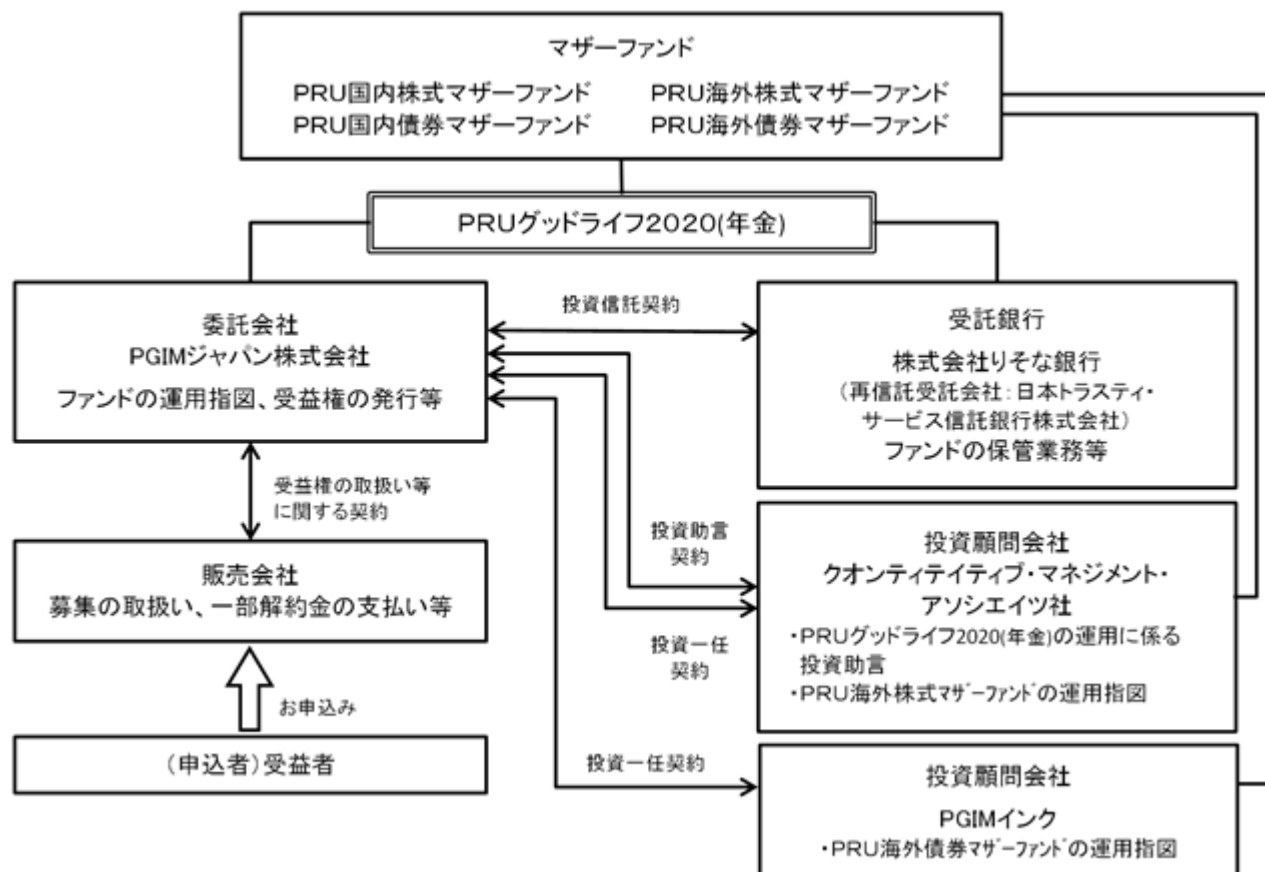 マザーファンド
PRU国内株式マザーファンド　PRU海外株式マザーファンド
PRU国内債券マザーファンド　PRU海外債券マザーファンド
PRUグッドライフ2020(年金)
委託会社
PGIMジャパン株式会社
ファンドの運用指図、受益権の発行等
投資信託契約
受託銀行
株式会社りそな銀行
（再信託受託会社：日本トラスティ・
サービス信託銀行株式会社）
ファンドの保管業務等
受益権の取扱い等
に関する契約
販売会社
募集の取扱い、一部解約金の支払い等
お申込み
（申込者）受益者
投資助言
契約
投資一任
契約
投資顧問会社
クオンティテイティブ・マネジメント・
アソシエイツ社
・PRUグッドライフ2020(年金)の運用に係る
投資助言
・PRU海外株式ﾏｻﾞｰﾌｧﾝﾄﾞの運用指図
投資一任契約
投資顧問会社
PGIMインク
・PRU海外債券ﾏｻﾞｰﾌｧﾝﾄﾞの運用指図